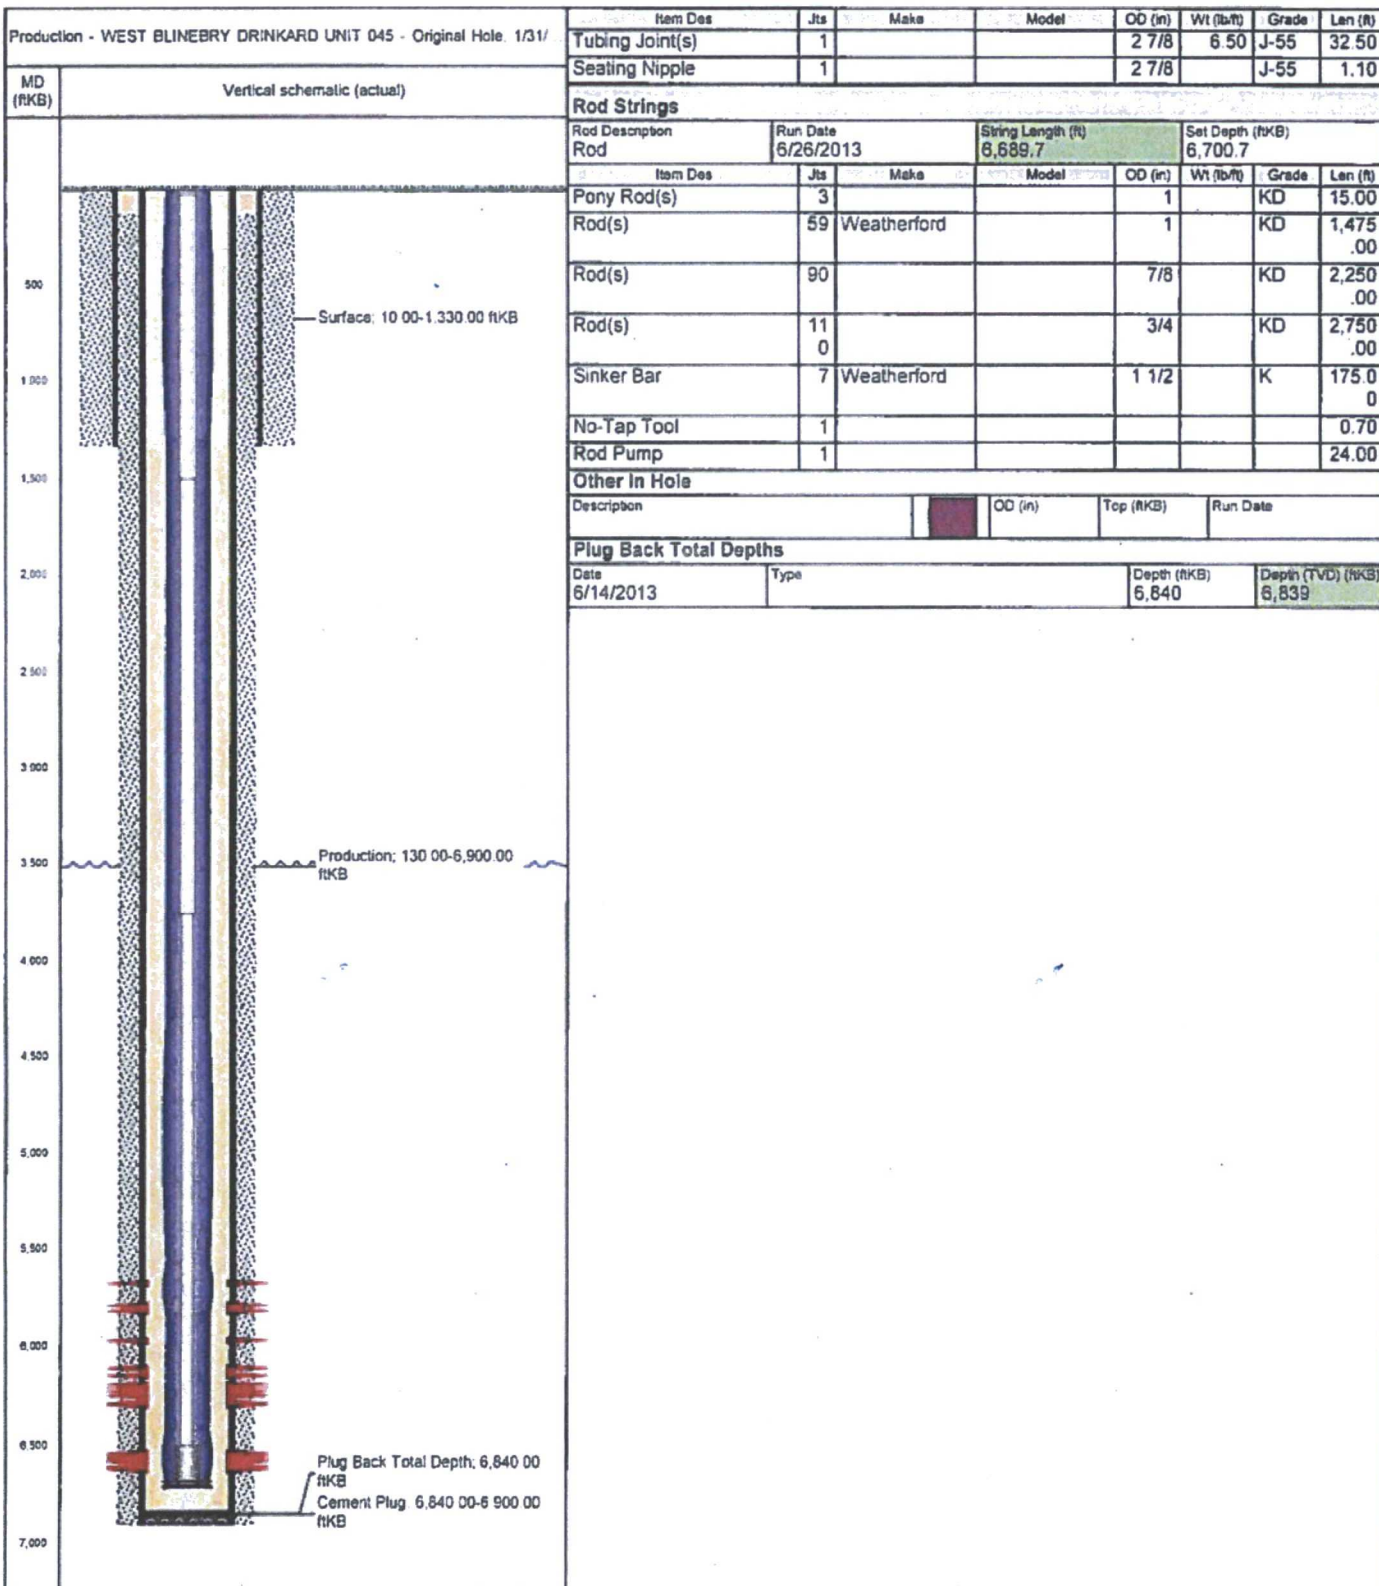 Production - WEST BLINEBRY DRINKARD UNIT 045 - Original Hole, 1/31/
MD (ftKB)
Vertical schematic (actual)
500
1,000
1,500
2,000
2,500
3,000
3,500
4,000
4,500
5,000
5,500
6,000
6,500
7,000
Surface; 10.00-1,330.00 ftKB
Production; 130.00-6,900.00
ftKB
Plug Back Total Depth; 6,840.00
ftKB
Cement Plug; 6,840.00-6,900.00
ftKB
Item Des Jts Make Model OD (in) Wt (lb/ft) Grade Len (ft)
Tubing Joint(s) 1 2 7/8 6.50 J-55 32.50
Seating Nipple 1 2 7/8 J-55 1.10
Rod Strings
Rod Description Run Date String Length (ft) Set Depth (ftKB)
Rod 6/26/2013 6,689.7 6,700.7
Item Des Jts Make Model OD (in) Wt (lb/ft) Grade Len (ft)
Pony Rod(s) 3 1 KD 15.00
Rod(s) 59 Weatherford 1 KD 1,475
.00
Rod(s) 90 7/8 KD 2,250
.00
Rod(s) 11 3/4 KD 2,750
0 .00
Sinker Bar 7 Weatherford 1 1/2 K 175.0
0
No-Tap Tool 1 0.70
Rod Pump 1 24.00
Other In Hole
Description OD (in) Top (ftKB) Run Date
Plug Back Total Depths
Date Type Depth (ftKB) Depth (TVD) (ftKB)
6/14/2013 6,840 6,839